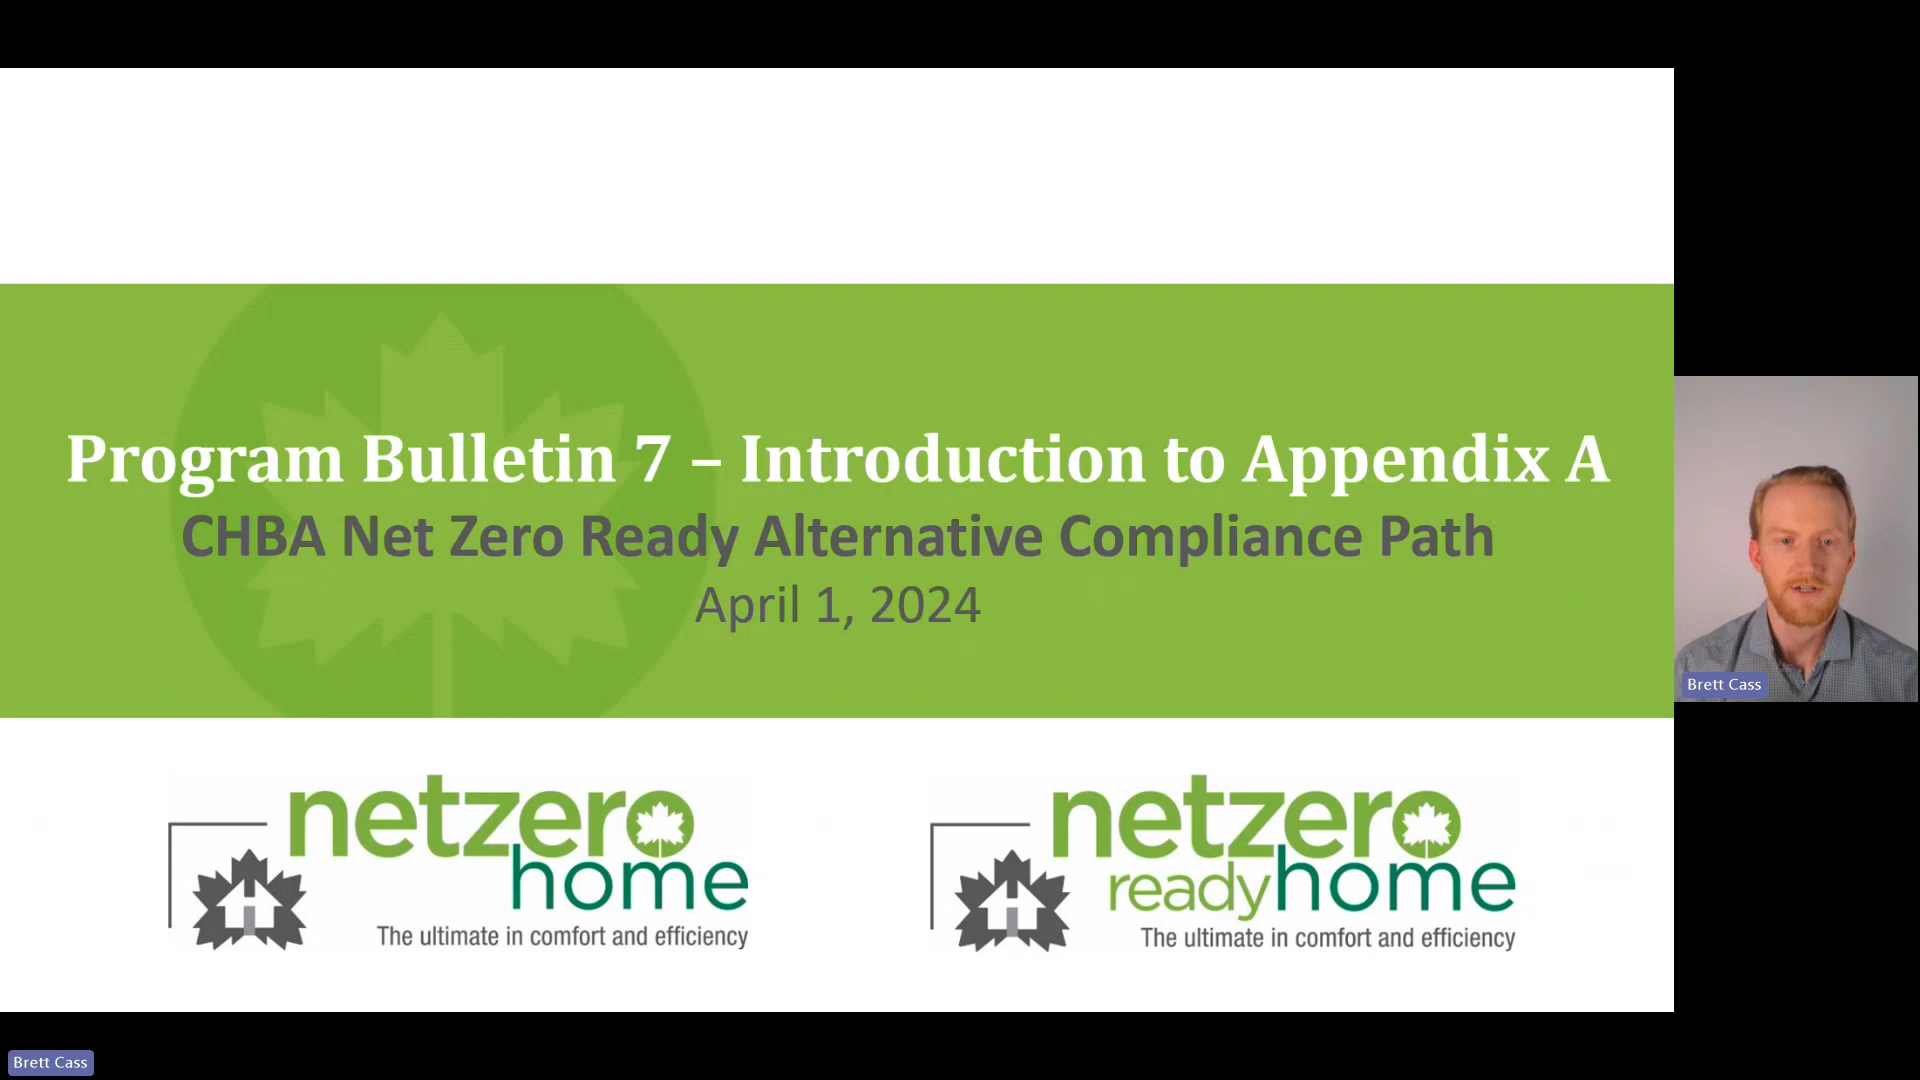 Program Bulletin 7 – Introduction to Appendix A
CHBA Net Zero Ready Alternative Compliance Path
April 1, 2024
netzero
home
The ultimate in comfort and efficiency
netzero
readyhome
The ultimate in comfort and efficiency
Brett Cass
Brett Cass